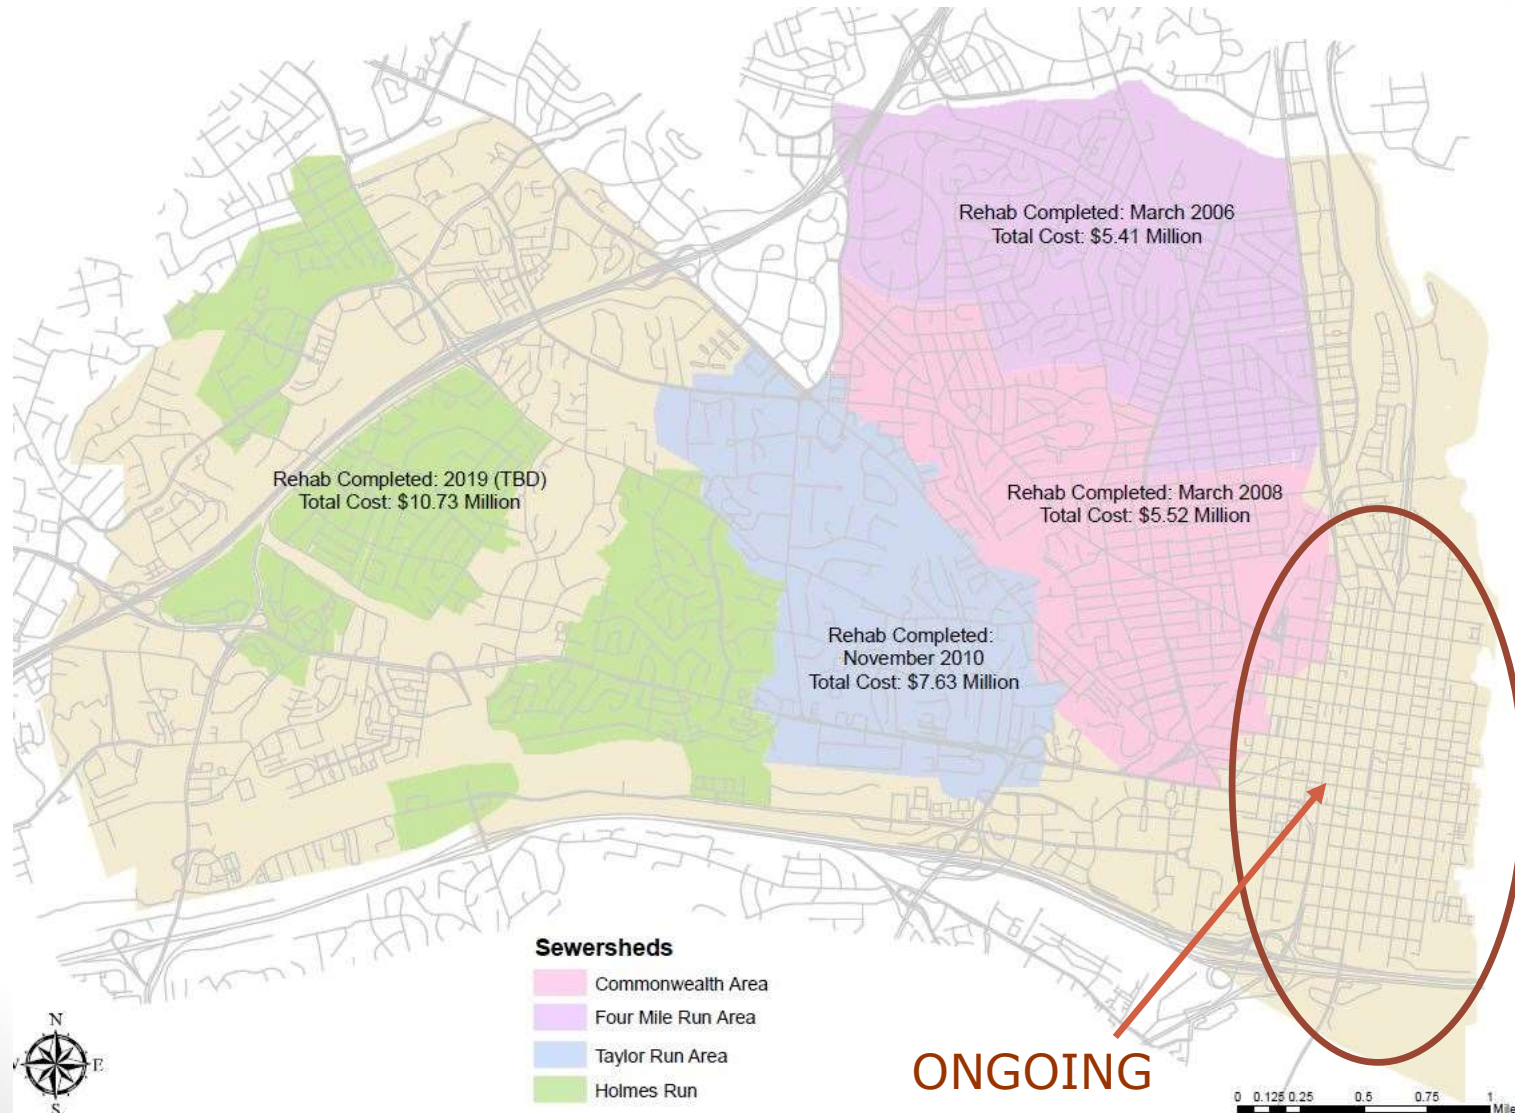 Rehab Completed: March 2006
Total Cost: $5.41 Million
Rehab Completed: 2019 (TBD)
Total Cost: $10.73 Million
Rehab Completed: March 2008
Total Cost: $5.52 Million
Rehab Completed:
November 2010
Total Cost: $7.63 Million
Sewersheds
Commonwealth Area
Four Mile Run Area
Taylor Run Area
Holmes Run
N
E
S
ONGOING
0 0.125 0.25 0.5 0.75 1
Mile